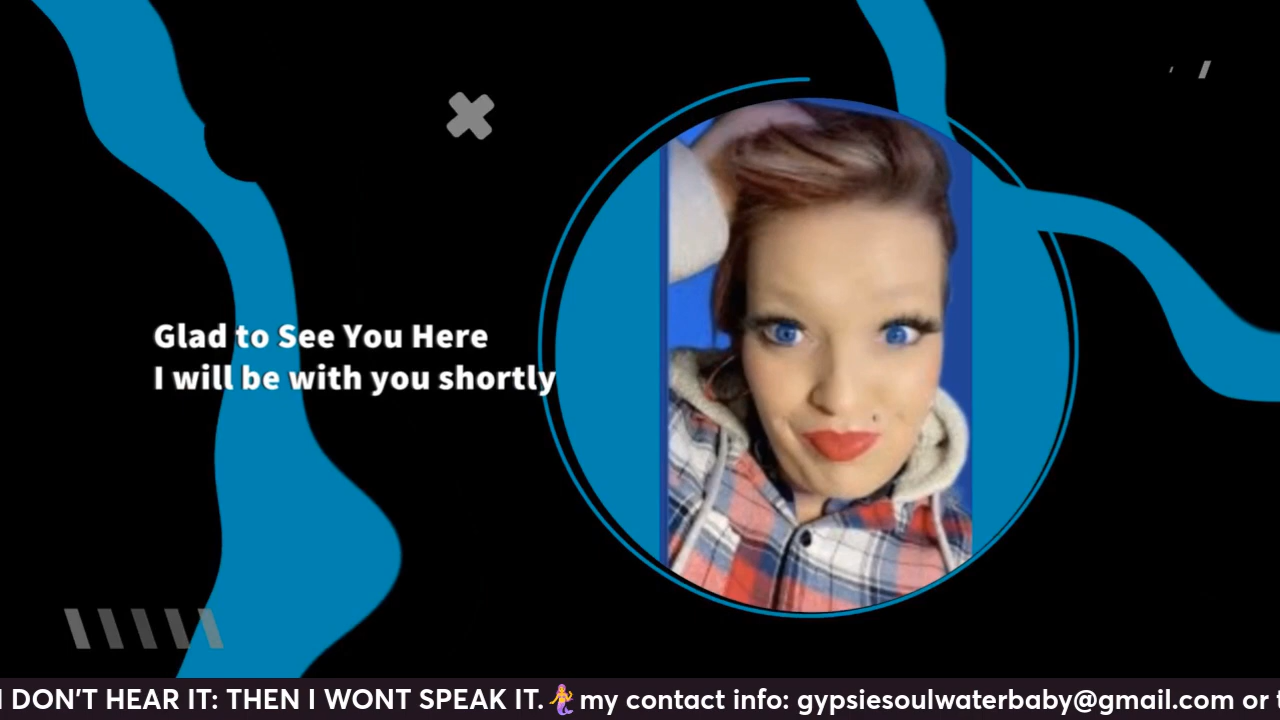 Glad to See You Here
I will be with you shortly
I DON'T HEAR IT: THEN I WONT SPEAK IT.🧜‍♀️my contact info: gypsiesoulwaterbaby@gmail.com or